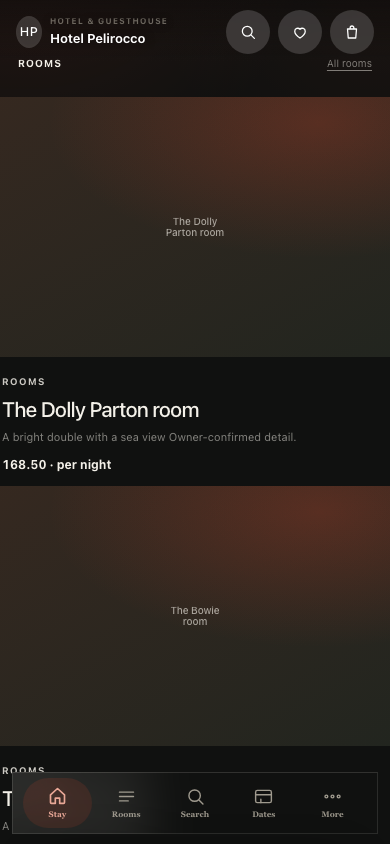 HP
HOTEL & GUESTHOUSE
Hotel Pelirocco
ROOMS
All rooms
The Dolly
Parton room
ROOMS
The Dolly Parton room
A bright double with a sea view Owner-confirmed detail.
168.50 · per night
The Bowie
room
ROOMS
T
A
Stay
Rooms
Search
Dates
More